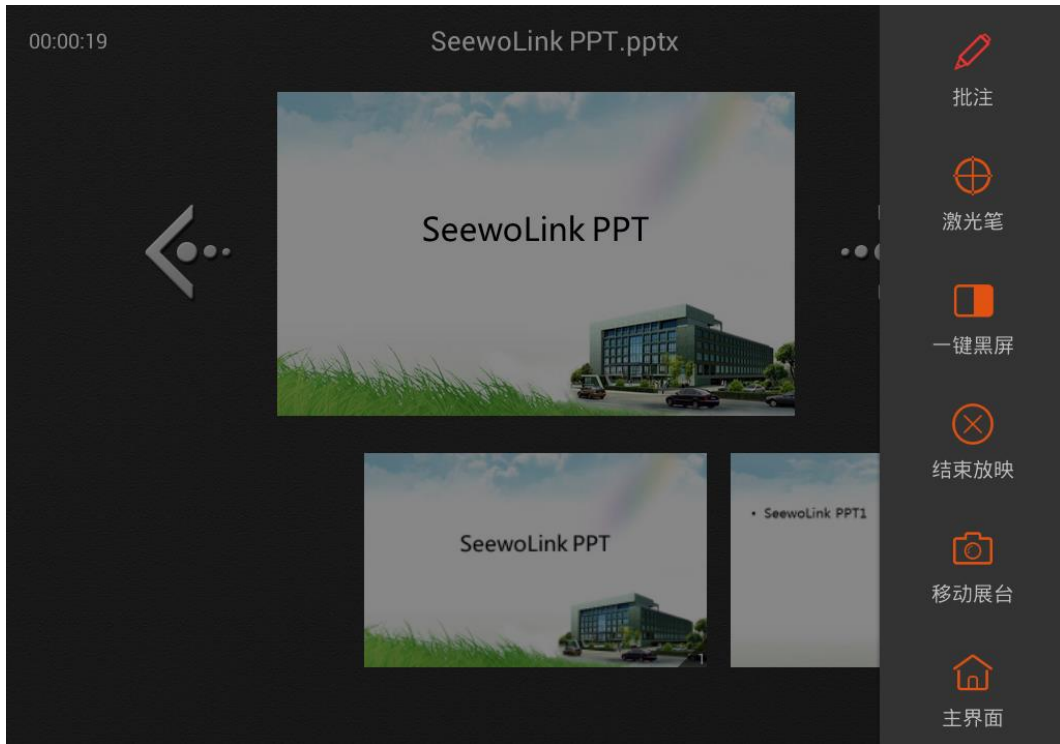 00:00:19
SeewoLink PPT.pptx
SeewoLink PPT
SeewoLink PPT
1
• SeewoLink PPT1
批注
激光笔
一键黑屏
结束放映
移动展台
主界面